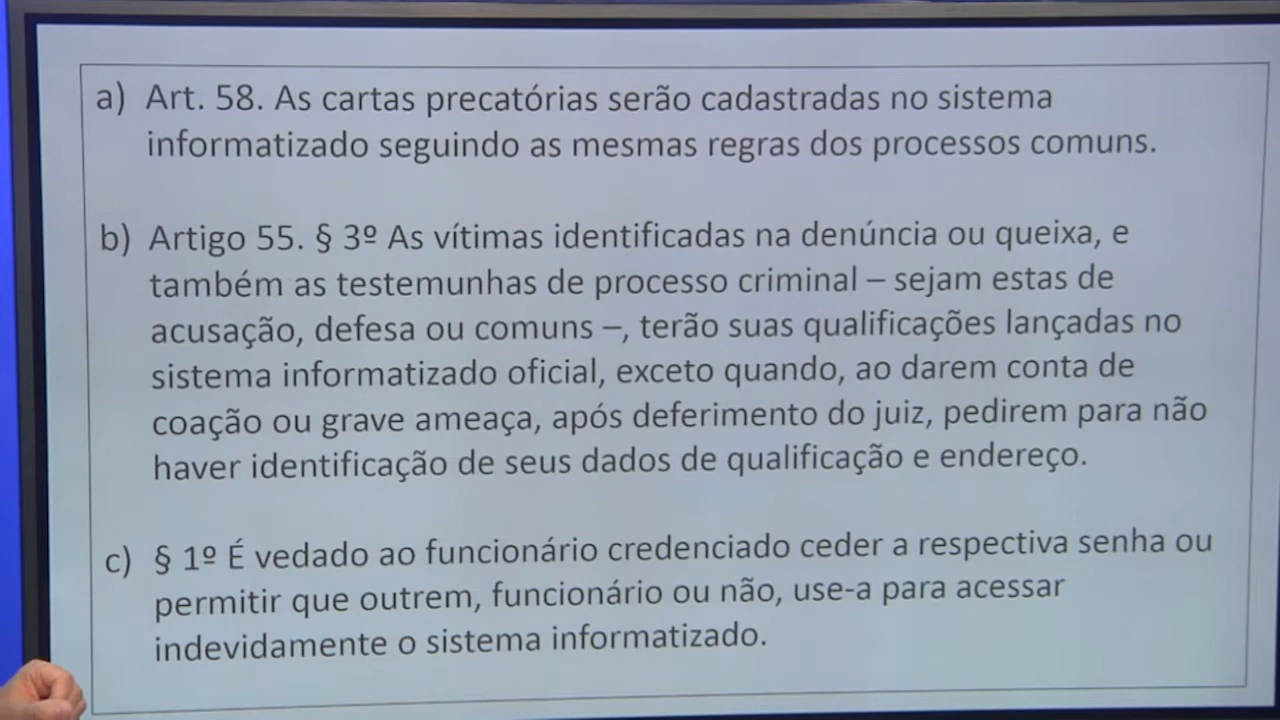 a) Art. 58. As cartas precatórias serão cadastradas no sistema
informatizado seguindo as mesmas regras dos processos comuns.
b) Artigo 55. § 3º As vítimas identificadas na denúncia ou queixa, e
também as testemunhas de processo criminal – sejam estas de
acusação, defesa ou comuns –, terão suas qualificações lançadas no
sistema informatizado oficial, exceto quando, ao darem conta de
coação ou grave ameaça, após deferimento do juiz, pedirem para não
haver identificação de seus dados de qualificação e endereço.
c) § 1º É vedado ao funcionário credenciado ceder a respectiva senha ou
permitir que outrem, funcionário ou não, use-a para acessar
indevidamente o sistema informatizado.